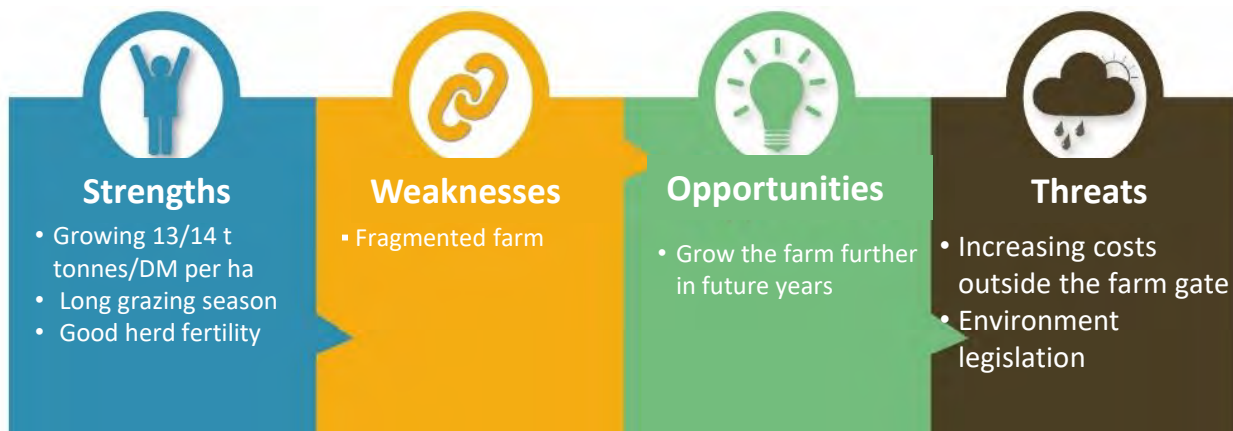 Strengths
• Growing 13/14 t
tonnes/DM per ha
• Long grazing season
• Good herd fertility
Weaknesses
▪ Fragmented farm
Opportunities
• Grow the farm further
in future years
Threats
• Increasing costs
outside the farm gate
• Environment
legislation